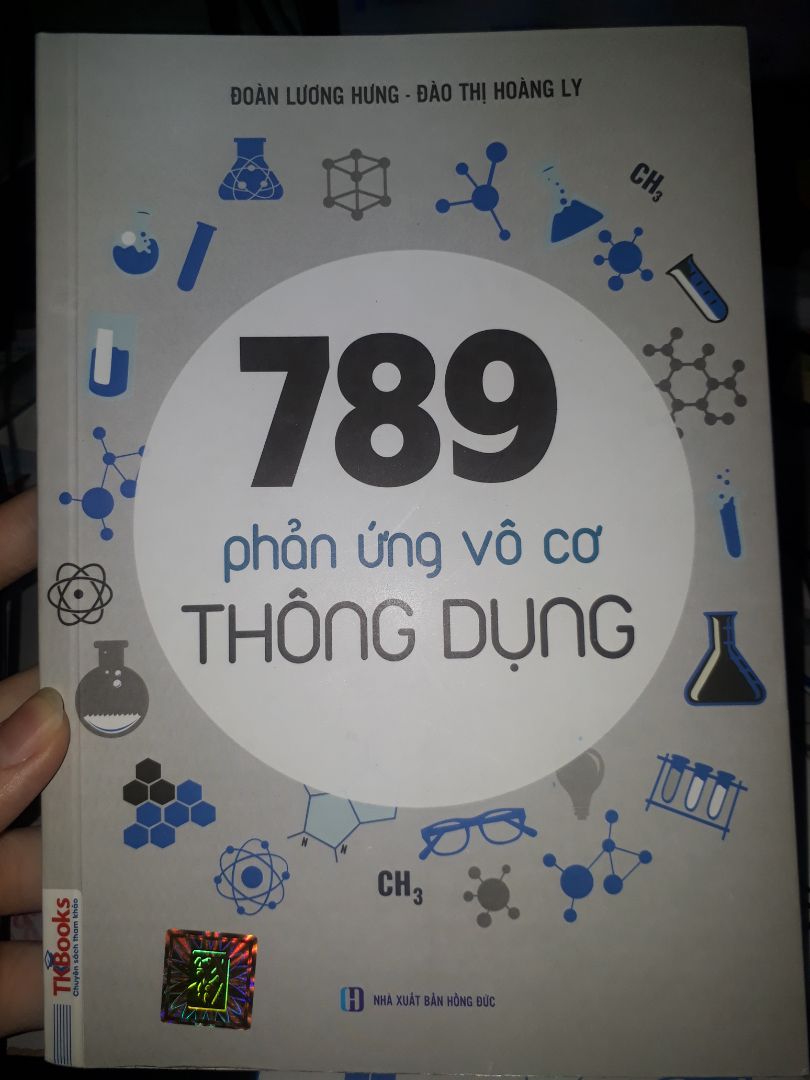 ĐOÀN LƯƠNG HƯNG - ĐÀO THỊ HOÀNG LY
CH₃
789
phản ứng vô cơ
THÔNG DỤNG
N
N
CH₃
TKBooks
Chuyên sách tham khảo
H
NHÀ XUẤT BẢN HỒNG ĐỨC